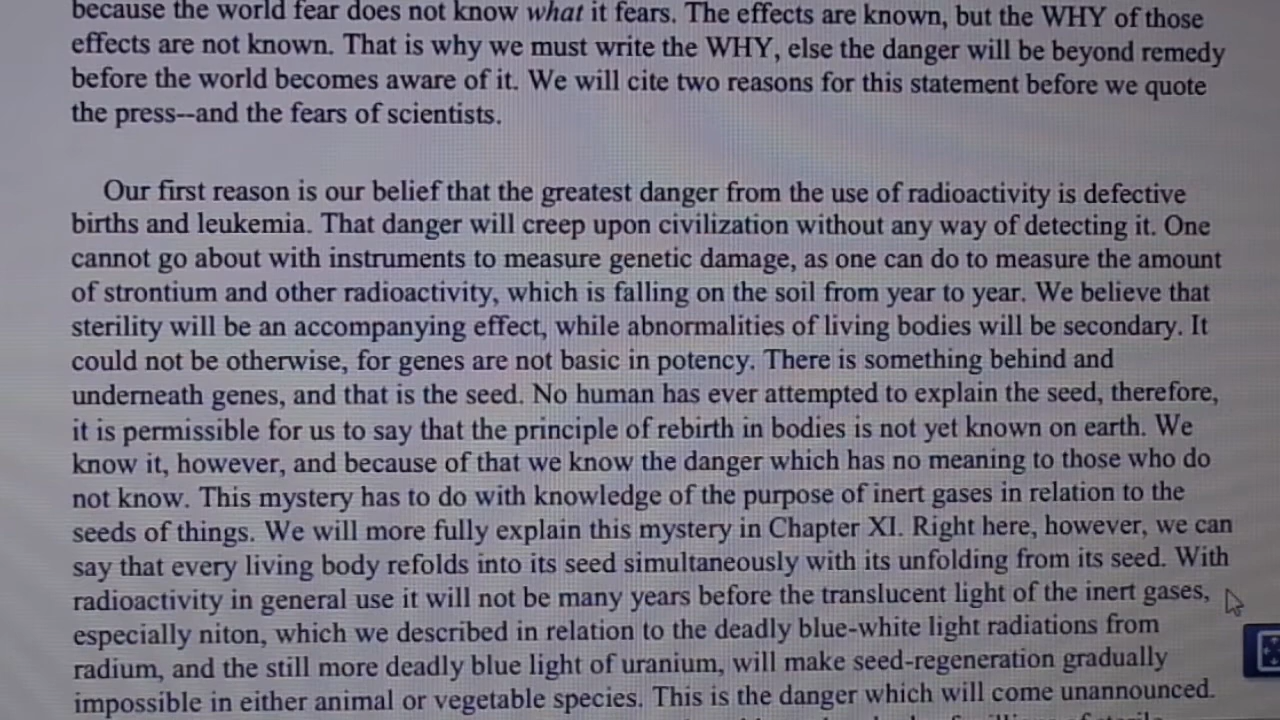 because the world fear does not know what it fears. The effects are known, but the WHY of those
effects are not known. That is why we must write the WHY, else the danger will be beyond remedy
before the world becomes aware of it. We will cite two reasons for this statement before we quote
the press--and the fears of scientists.
Our first reason is our belief that the greatest danger from the use of radioactivity is defective
births and leukemia. That danger will creep upon civilization without any way of detecting it. One
cannot go about with instruments to measure genetic damage, as one can do to measure the amount
of strontium and other radioactivity, which is falling on the soil from year to year. We believe that
sterility will be an accompanying effect, while abnormalities of living bodies will be secondary. It
could not be otherwise, for genes are not basic in potency. There is something behind and
underneath genes, and that is the seed. No human has ever attempted to explain the seed, therefore,
it is permissible for us to say that the principle of rebirth in bodies is not yet known on earth. We
know it, however, and because of that we know the danger which has no meaning to those who do
not know. This mystery has to do with knowledge of the purpose of inert gases in relation to the
seeds of things. We will more fully explain this mystery in Chapter XI. Right here, however, we can
say that every living body refolds into its seed simultaneously with its unfolding from its seed. With
radioactivity in general use it will not be many years before the translucent light of the inert gases,
especially niton, which we described in relation to the deadly blue-white light radiations from
radium, and the still more deadly blue light of uranium, will make seed-regeneration gradually
impossible in either animal or vegetable species. This is the danger which will come unannounced.